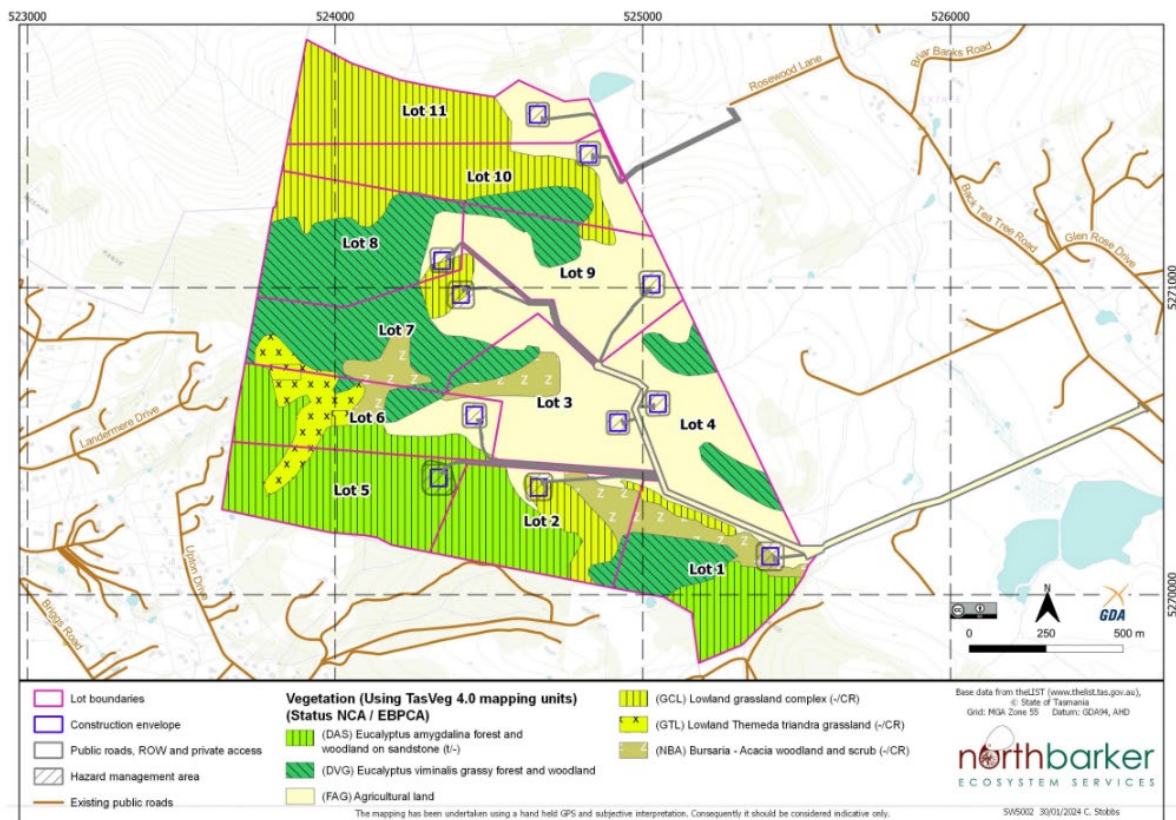 523000 524000 525000 526000
Briar Banks Road
Rosewood Lane
Lot 11
Lot 10
Back Tea Tree Road
Glen Rose Drive
Lot 8
Lot 9
5271000
Lot 7
Lot 3
Lot 6
Lot 4
Landermere Drive
Lot 5
Lot 2
Lot 1
Upton Drive
Briggs Road
5270000
N
GDA
0 250 500 m
Lot boundaries
Construction envelope
Public roads, ROW and private access
Hazard management area
Existing public roads
Vegetation (Using TasVeg 4.0 mapping units)
(Status NCA / EBPCA)
(DAS) Eucalyptus amygdalina forest and
woodland on sandstone (t/-)
(DVG) Eucalyptus viminalis grassy forest and woodland
(FAG) Agricultural land
(GCL) Lowland grassland complex (-/CR)
(GTL) Lowland Themeda triandra grassland (-/CR)
(NBA) Bursaria - Acacia woodland and scrub (-/CR)
Base data from theLIST (www.thelist.tas.gov.au),
© State of Tasmania
Grid: MGA Zone 55 Datum: GDA94, AHD
northbarker
ECOSYSTEM SERVICES
The mapping has been undertaken using a hand held GPS and subjective interpretation. Consequently it should be considered indicative only.
SWS002 30/01/2024 C. Stobbs